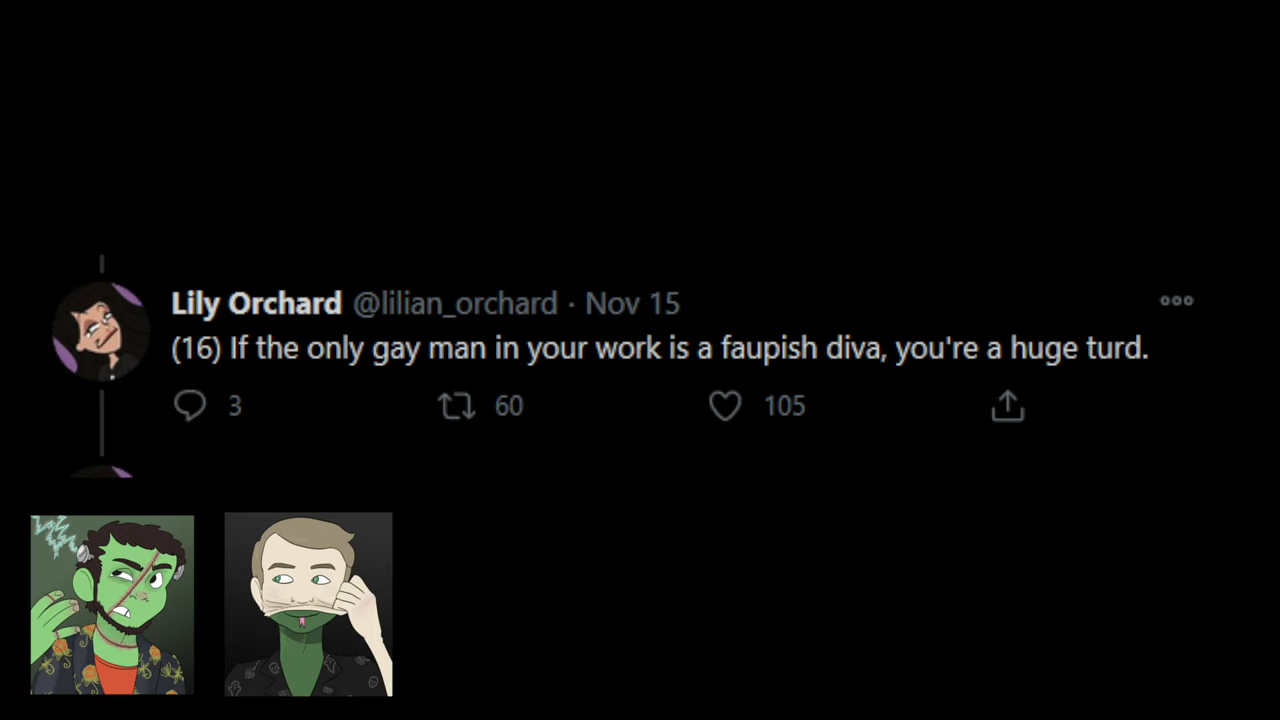 Lily Orchard @lilian_orchard · Nov 15
(16) If the only gay man in your work is a faupish diva, you're a huge turd.
3 60 105